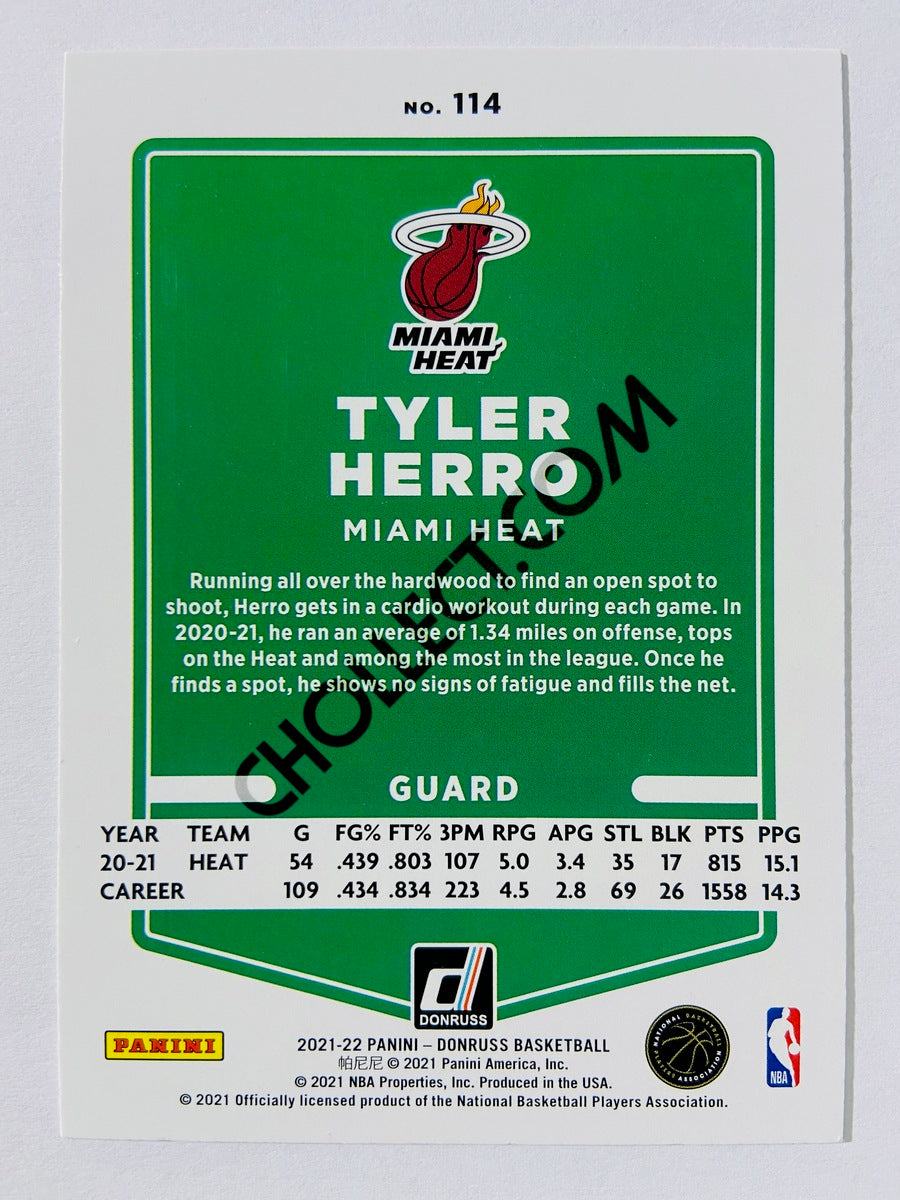 NO. 114
MIAMI
HEAT
TYLER
HERRO
MIAMI HEAT
Running all over the hardwood to find an open spot to
shoot, Herro gets in a cardio workout during each game. In
2020-21, he ran an average of 1.34 miles on offense, tops
on the Heat and among the most in the league. Once he
finds a spot, he shows no signs of fatigue and fills the net.
CHOLLECT.COM
GUARD
YEAR TEAM G FG% FT% 3PM RPG APG STL BLK PTS PPG
20-21 HEAT 54 .439 .803 107 5.0 3.4 35 17 815 15.1
CAREER 109 .434 .834 223 4.5 2.8 69 26 1558 14.3
d
DONRUSS
PANINI
2021-22 PANINI – DONRUSS BASKETBALL
帕尼尼 © 2021 Panini America, Inc.
© 2021 NBA Properties, Inc. Produced in the USA.
© 2021 Officially licensed product of the National Basketball Players Association.
NATIONAL BASKETBALL PLAYERS ASSOCIATION
NBA